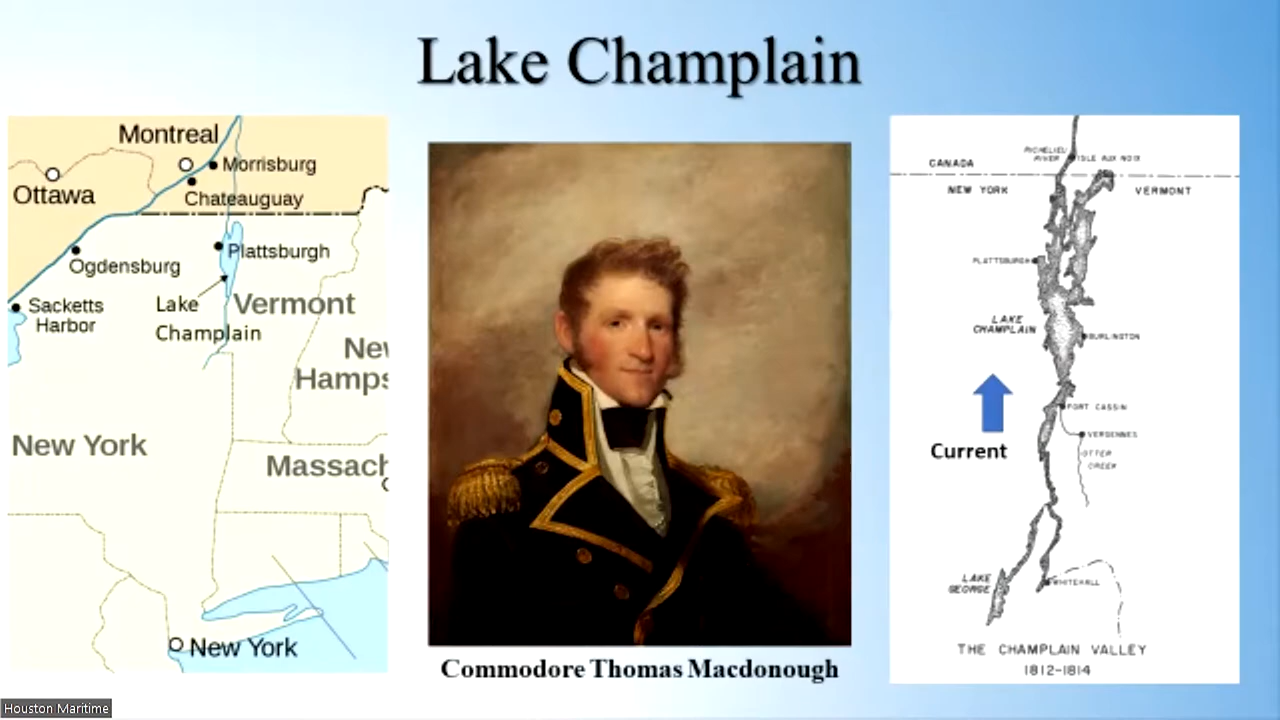 Lake Champlain
Montreal
Morrisburg
Ottawa
Chateauguay
Plattsburgh
Ogdensburg
Lake
Champlain
Vermont
Sacketts
Harbor
New
Hamps
New York
Massach
New York
Commodore Thomas Macdonough
RICHELIEU
RIVER
ISLE AUX NOIX
CANADA
NEW YORK
VERMONT
PLATTSBURGH
LAKE
CHAMPLAIN
BURLINGTON
Current
FORT CASSIN
VERGENNES
OTTER
CREEK
LAKE
GEORGE
WHITEHALL
THE CHAMPLAIN VALLEY
1812-1814
Houston Maritime